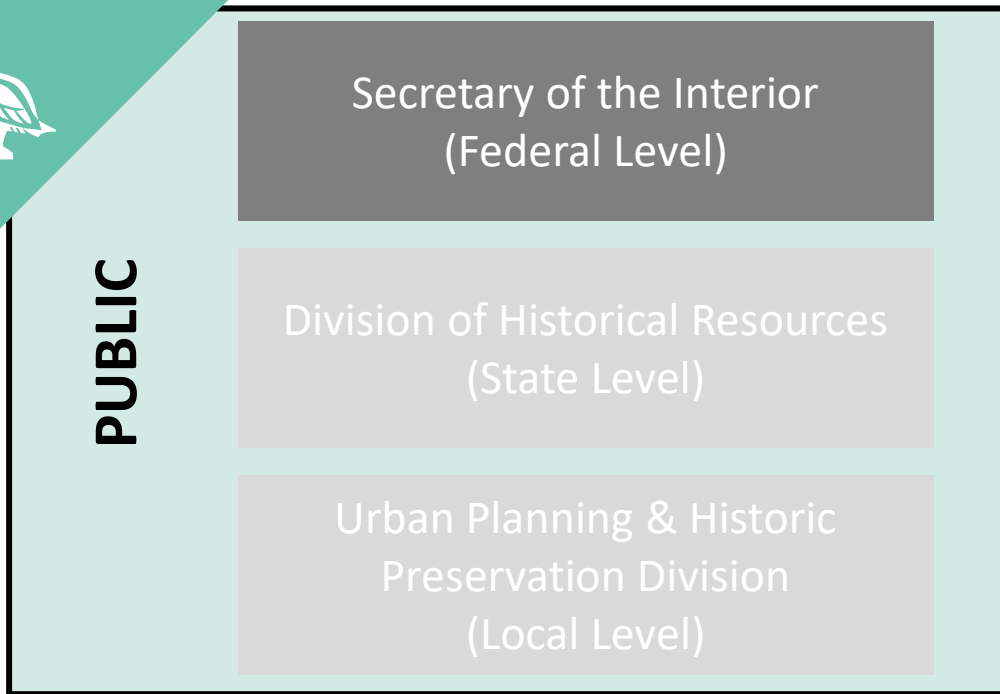 PUBLIC
Secretary of the Interior
(Federal Level)
Division of Historical Resources
(State Level)
Urban Planning & Historic
Preservation Division
(Local Level)